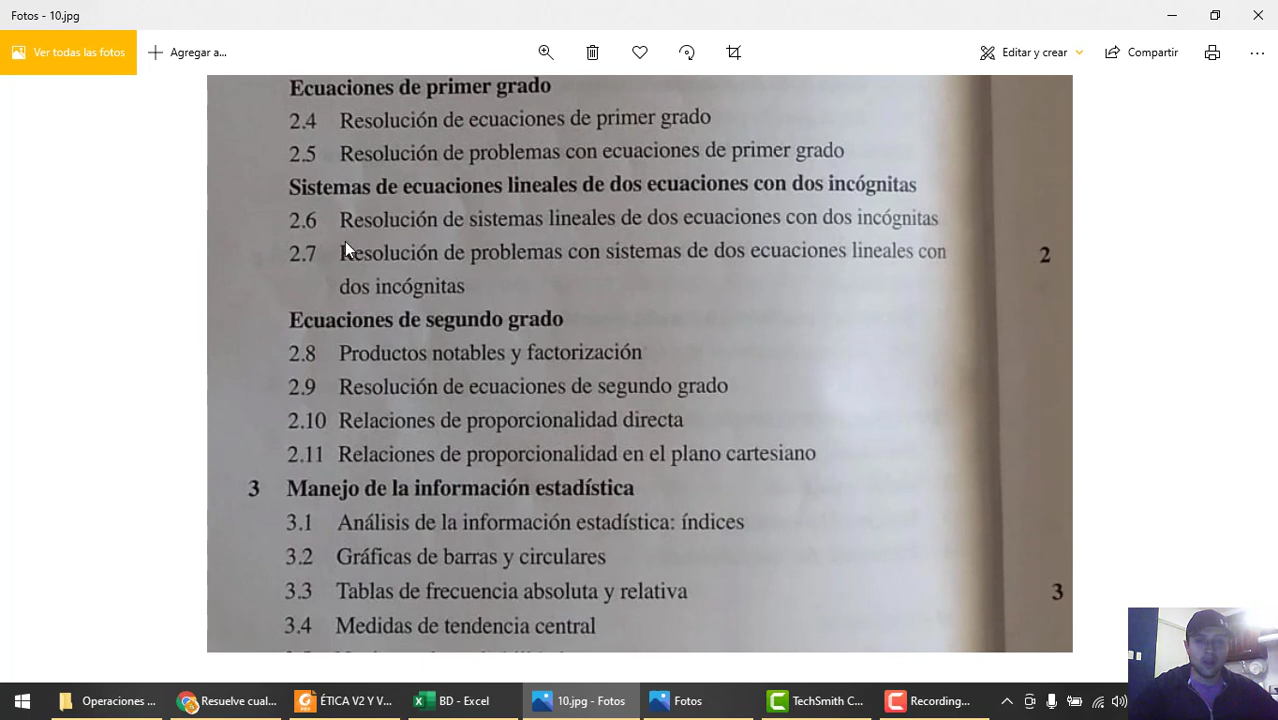 Fotos - 10.jpg
Ver todas las fotos
Agregar a...
Editar y crear
Compartir
Ecuaciones de primer grado
2.4 Resolución de ecuaciones de primer grado
2.5 Resolución de problemas con ecuaciones de primer grado
Sistemas de ecuaciones lineales de dos ecuaciones con dos incógnitas
2.6 Resolución de sistemas lineales de dos ecuaciones con dos incógnitas
2.7 Resolución de problemas con sistemas de dos ecuaciones lineales con
dos incógnitas
2
Ecuaciones de segundo grado
2.8 Productos notables y factorización
2.9 Resolución de ecuaciones de segundo grado
2.10 Relaciones de proporcionalidad directa
2.11 Relaciones de proporcionalidad en el plano cartesiano
3 Manejo de la información estadística
3.1 Análisis de la información estadística: índices
3.2 Gráficas de barras y circulares
3.3 Tablas de frecuencia absoluta y relativa
3
3.4 Medidas de tendencia central
Operaciones ...
Resuelve cual...
ÉTICA V2 Y V...
BD - Excel
10.jpg - Fotos
Fotos
TechSmith C...
Recording...